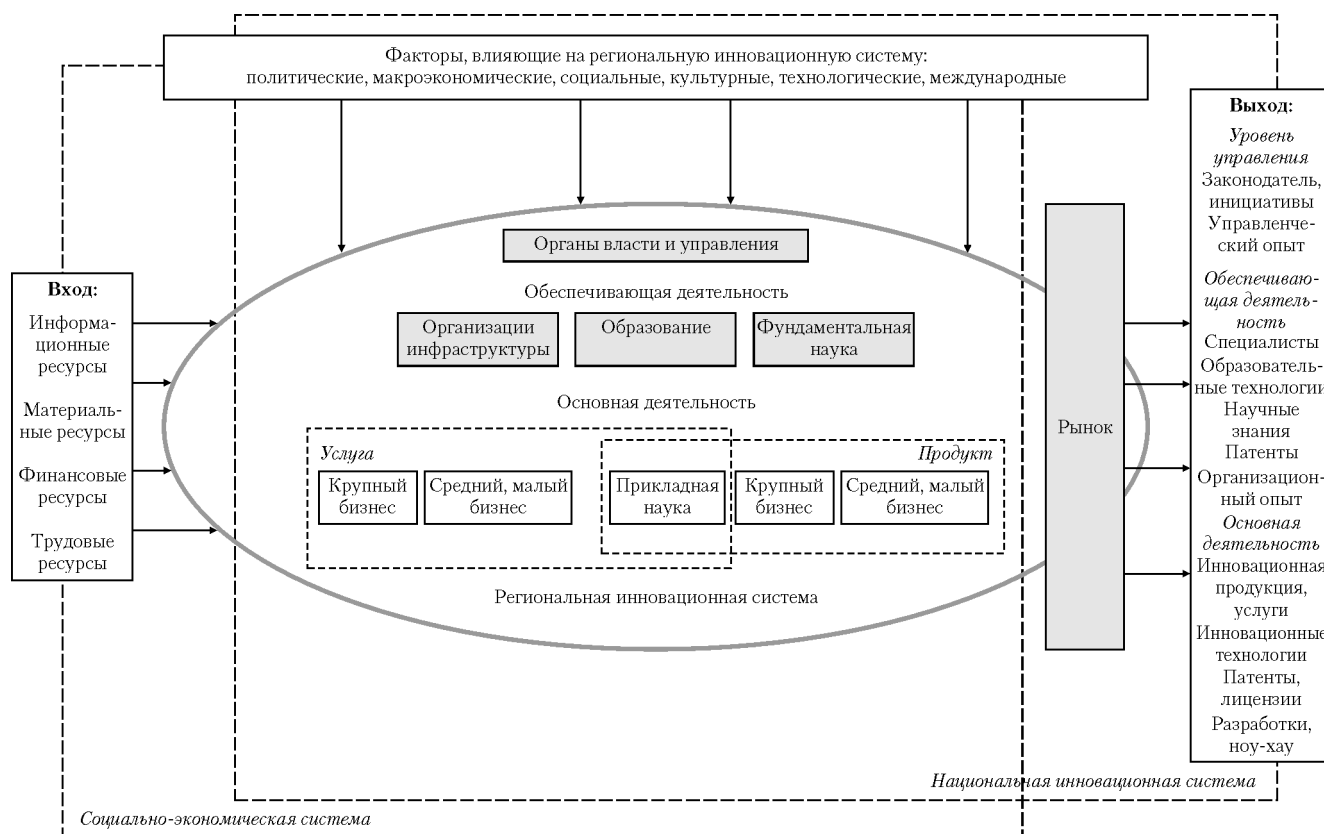 Факторы, влияющие на региональную инновационную систему:
политические, макроэкономические, социальные, культурные, технологические, международные
Вход:
Информа-
ционные
ресурсы
Материаль-
ные ресурсы
Финансовые
ресурсы
Трудовые
ресурсы
Органы власти и управления
Обеспечивающая деятельность
Организации
инфраструктуры
Образование
Фундаментальная
наука
Основная деятельность
Услуга
Продукт
Крупный
бизнес
Средний, малый
бизнес
Прикладная
наука
Крупный
бизнес
Средний, малый
бизнес
Региональная инновационная система
Рынок
Выход:
Уровень
управления
Законодатель,
инициативы
Управленче-
ский опыт
Обеспечиваю-
щая деятель-
ность
Специалисты
Образователь-
ные технологии
Научные
знания
Патенты
Организацион-
ный опыт
Основная
деятельность
Инновационная
продукция,
услуги
Инновационные
технологии
Патенты,
лицензии
Разработки,
ноу-хау
Национальная инновационная система
Социально-экономическая система